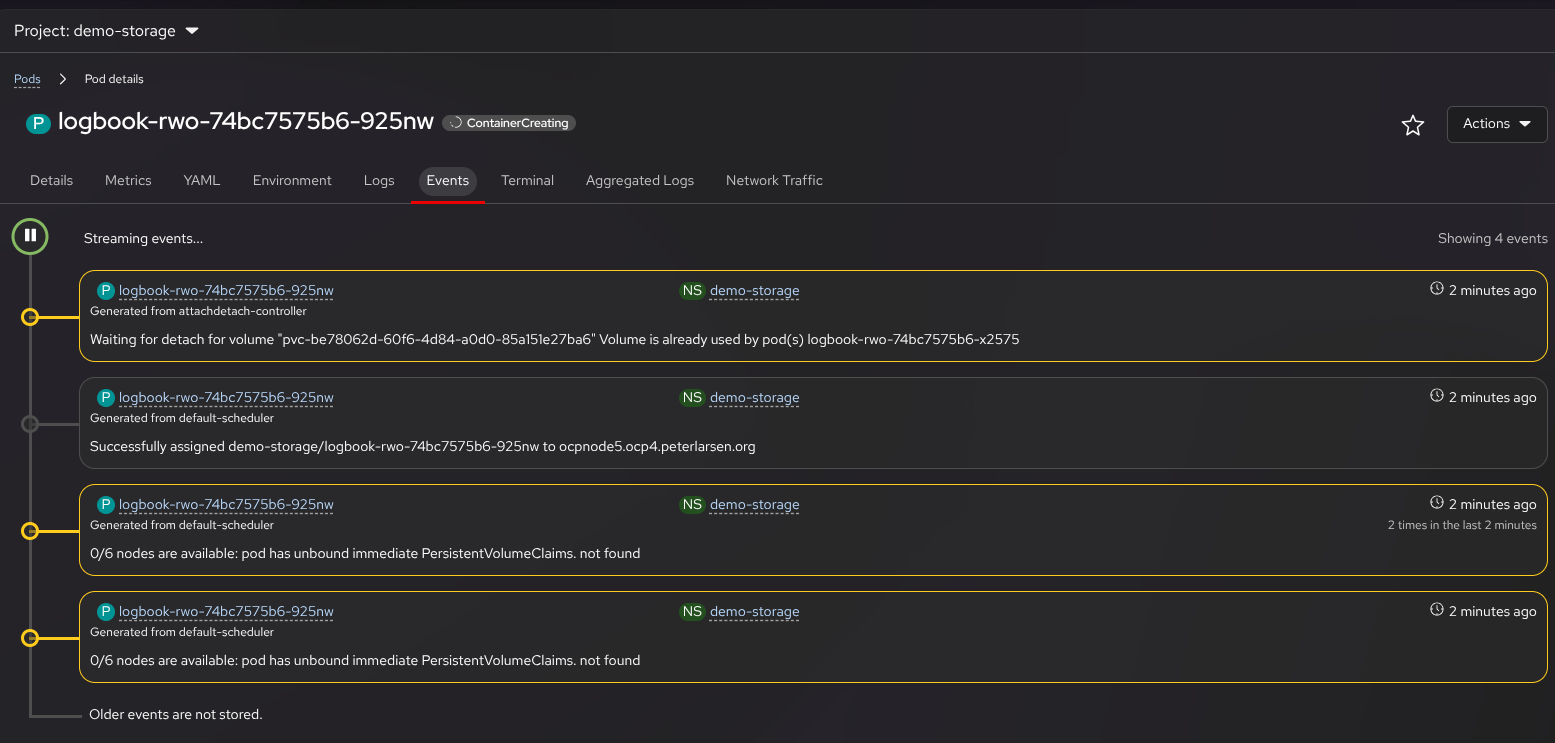 Project: demo-storage
Pods > Pod details
P logbook-rwo-74bc7575b6-925nw ContainerCreating
Actions
Details Metrics YAML Environment Logs Events Terminal Aggregated Logs Network Traffic
Streaming events... Showing 4 events
P logbook-rwo-74bc7575b6-925nw NS demo-storage 2 minutes ago
Generated from attachdetach-controller
Waiting for detach for volume "pvc-be78062d-60f6-4d84-a0d0-85a151e27ba6" Volume is already used by pod(s) logbook-rwo-74bc7575b6-x2575
P logbook-rwo-74bc7575b6-925nw NS demo-storage 2 minutes ago
Generated from default-scheduler
Successfully assigned demo-storage/logbook-rwo-74bc7575b6-925nw to ocpnode5.ocp4.peterlarsen.org
P logbook-rwo-74bc7575b6-925nw NS demo-storage 2 minutes ago
Generated from default-scheduler 2 times in the last 2 minutes
0/6 nodes are available: pod has unbound immediate PersistentVolumeClaims. not found
P logbook-rwo-74bc7575b6-925nw NS demo-storage 2 minutes ago
Generated from default-scheduler
0/6 nodes are available: pod has unbound immediate PersistentVolumeClaims. not found
Older events are not stored.